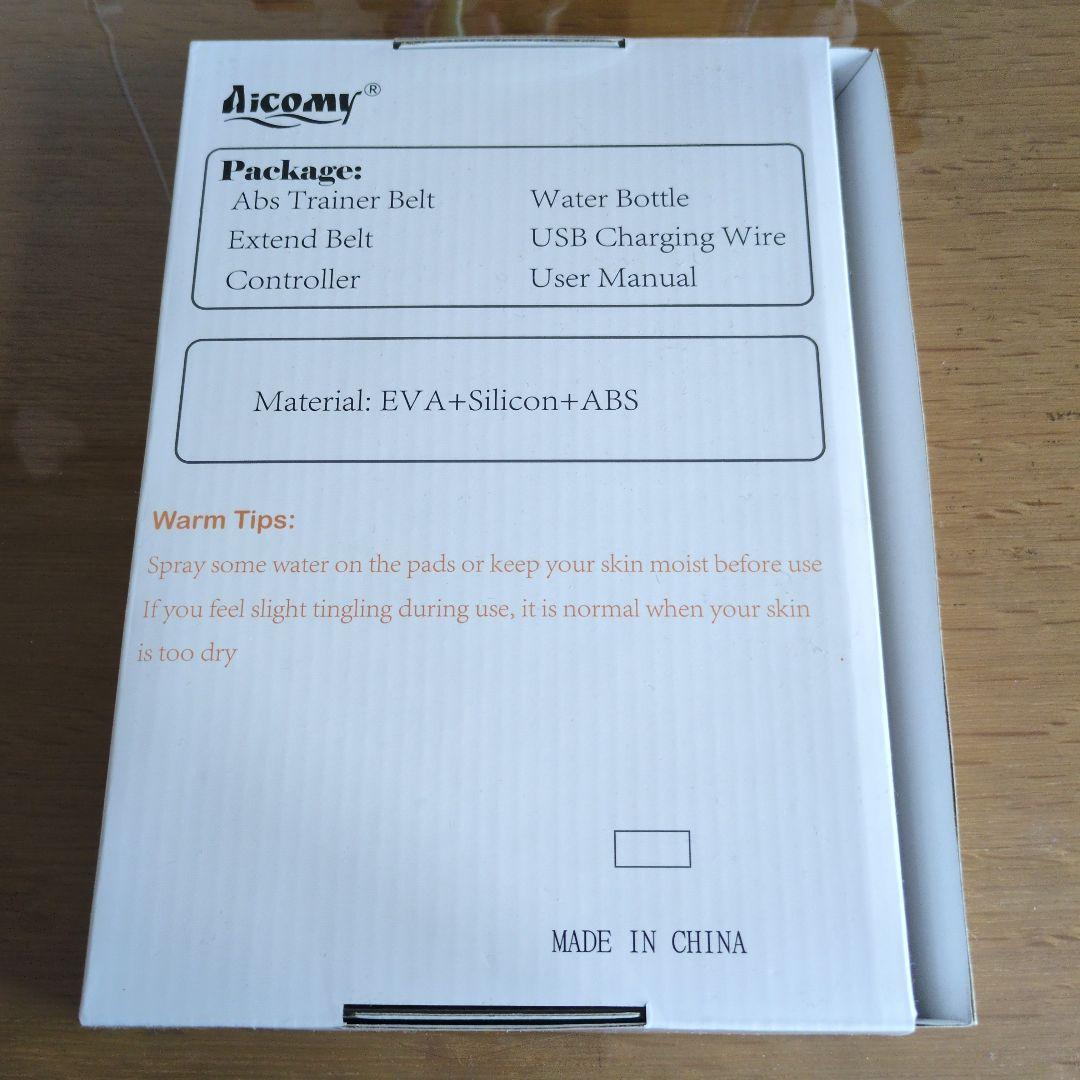 Aicomy®
Package:
Abs Trainer Belt Water Bottle
Extend Belt USB Charging Wire
Controller User Manual
Material: EVA+Silicon+ABS
Warm Tips:
Spray some water on the pads or keep your skin moist before use
If you feel slight tingling during use, it is normal when your skin
is too dry
MADE IN CHINA